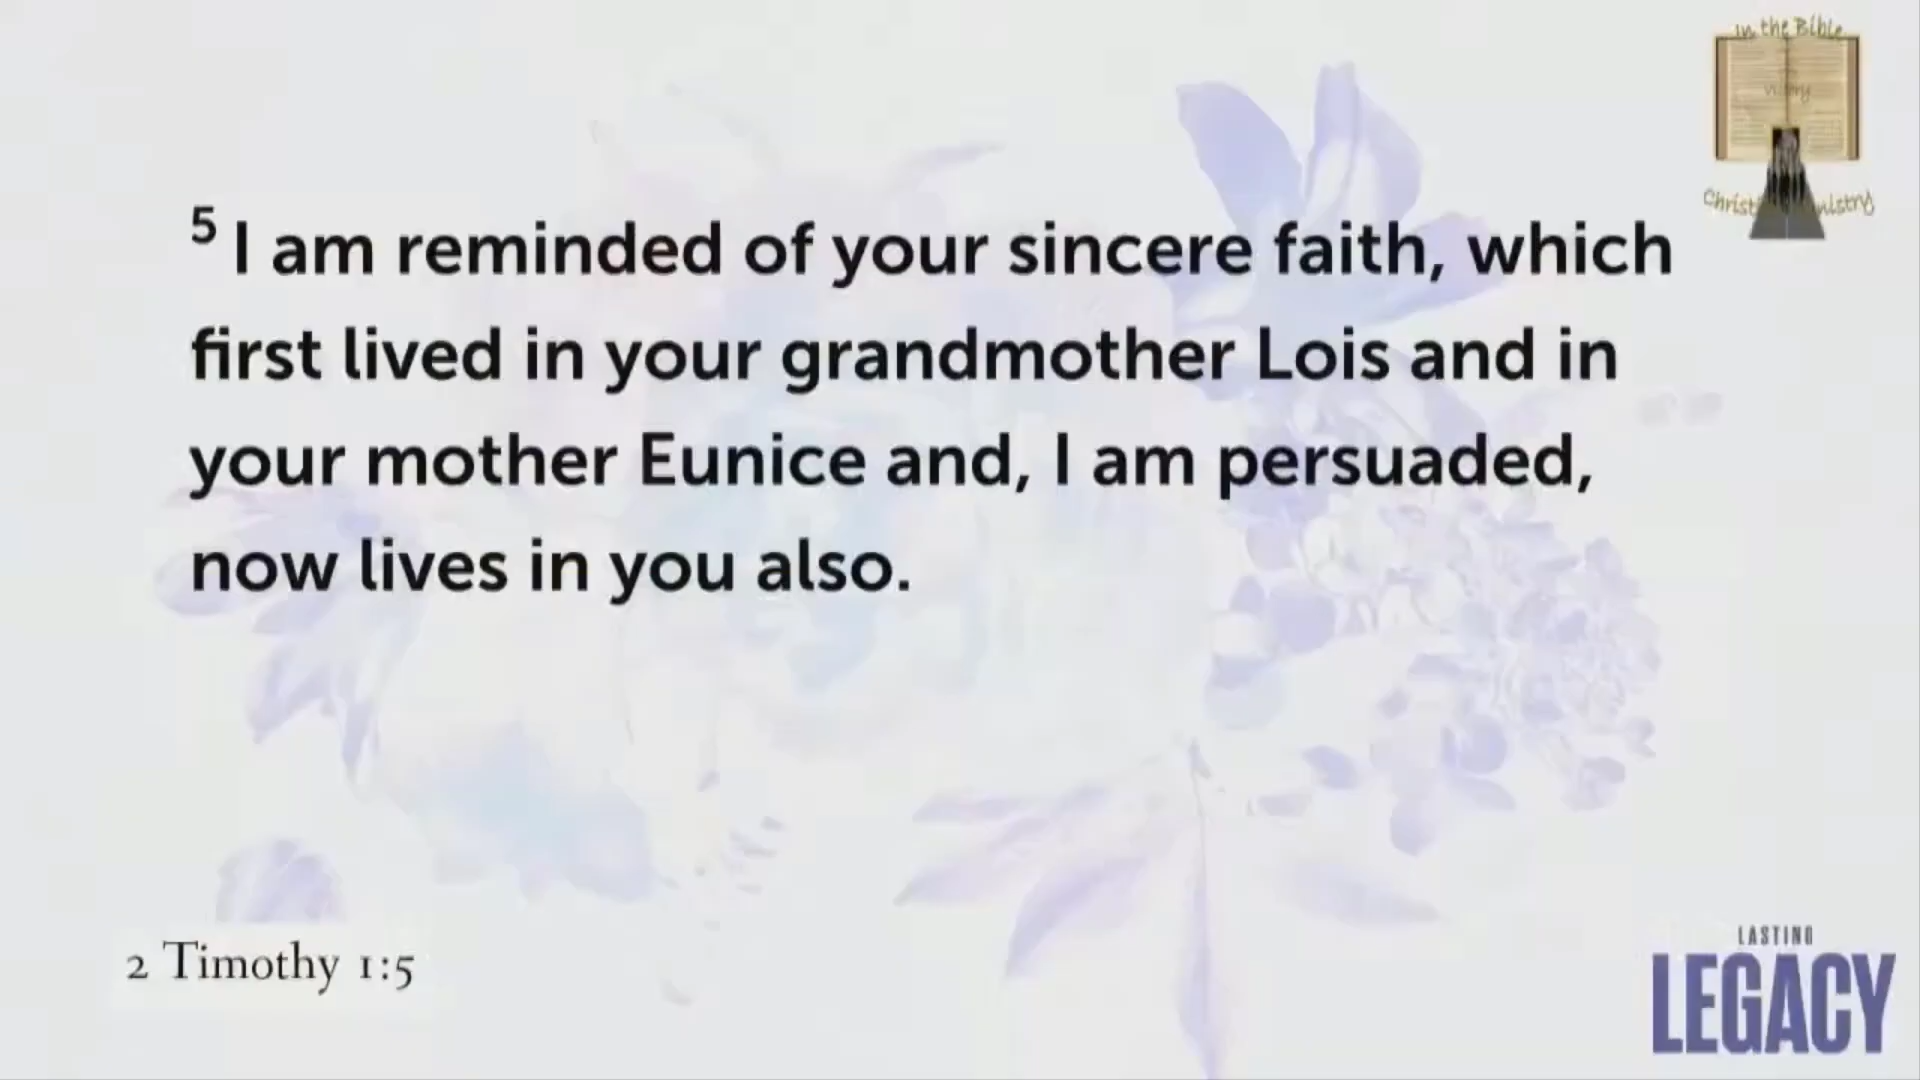 In the Bible
Victory
⁵ I am reminded of your sincere faith, which
first lived in your grandmother Lois and in
your mother Eunice and, I am persuaded,
now lives in you also.
2 Timothy 1:5
LASTING
LEGACY